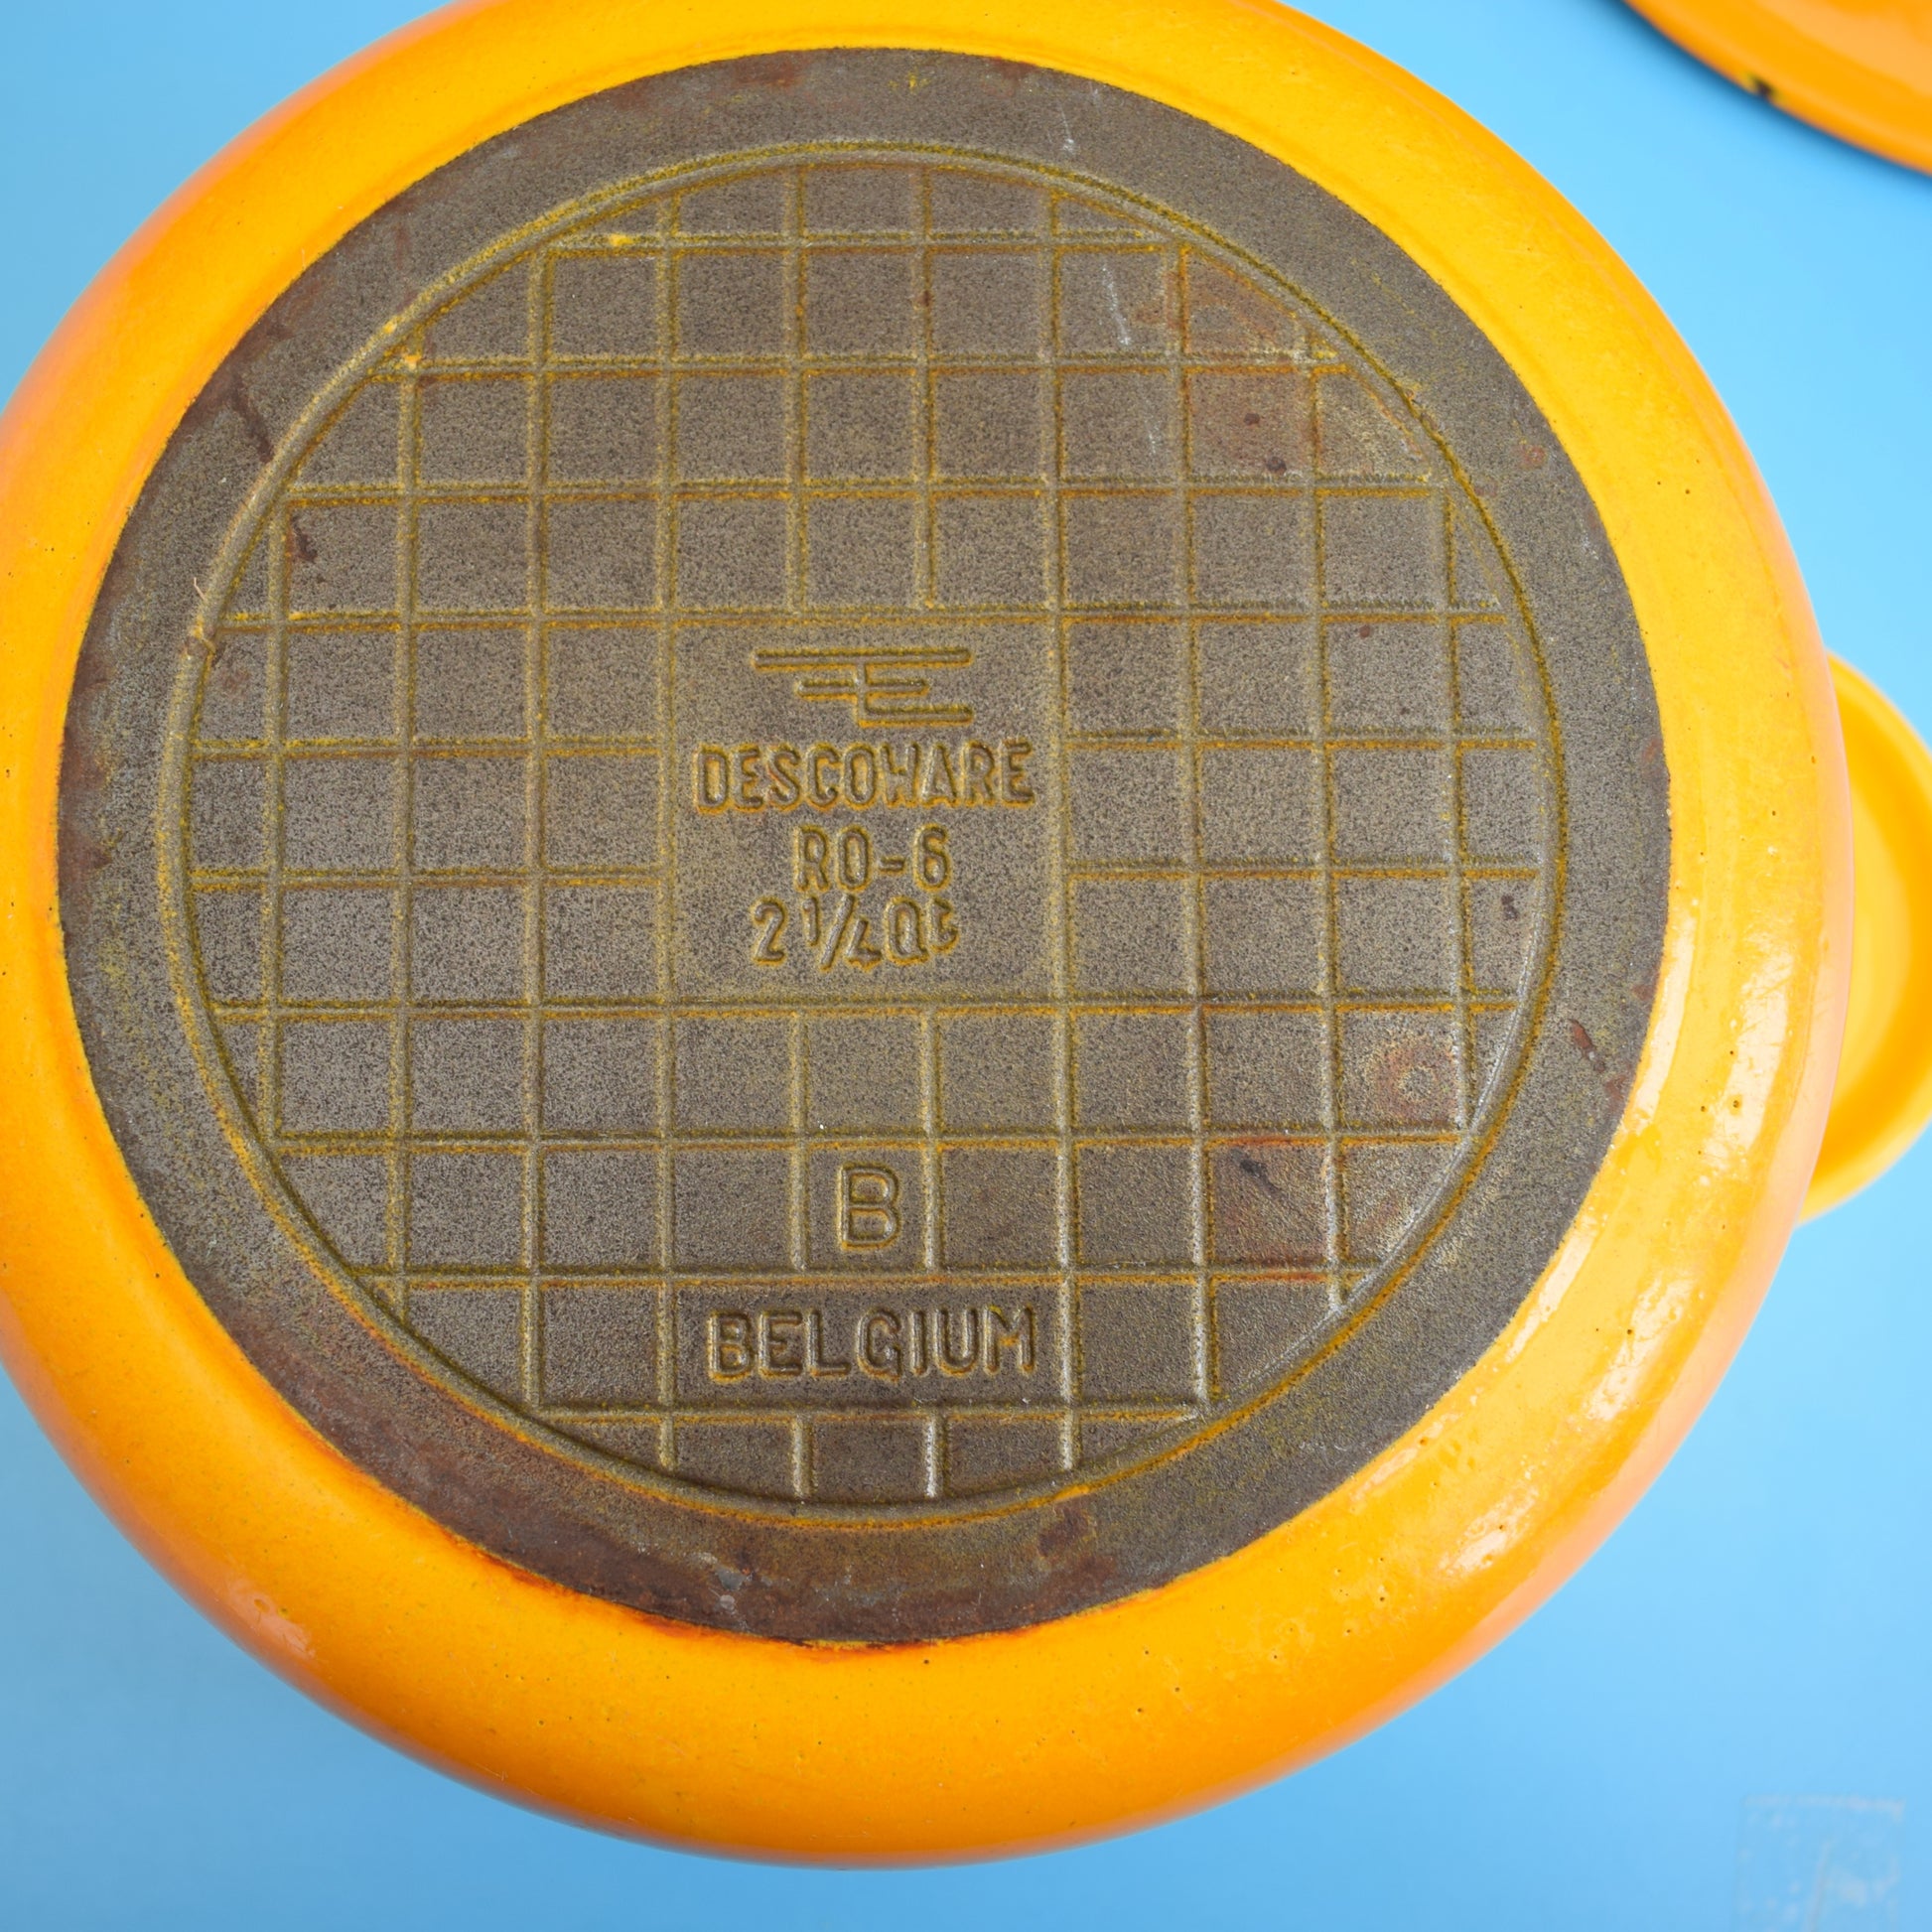 DESCOWARE
RO-6
2 1/4 Qt
B
BELGIUM